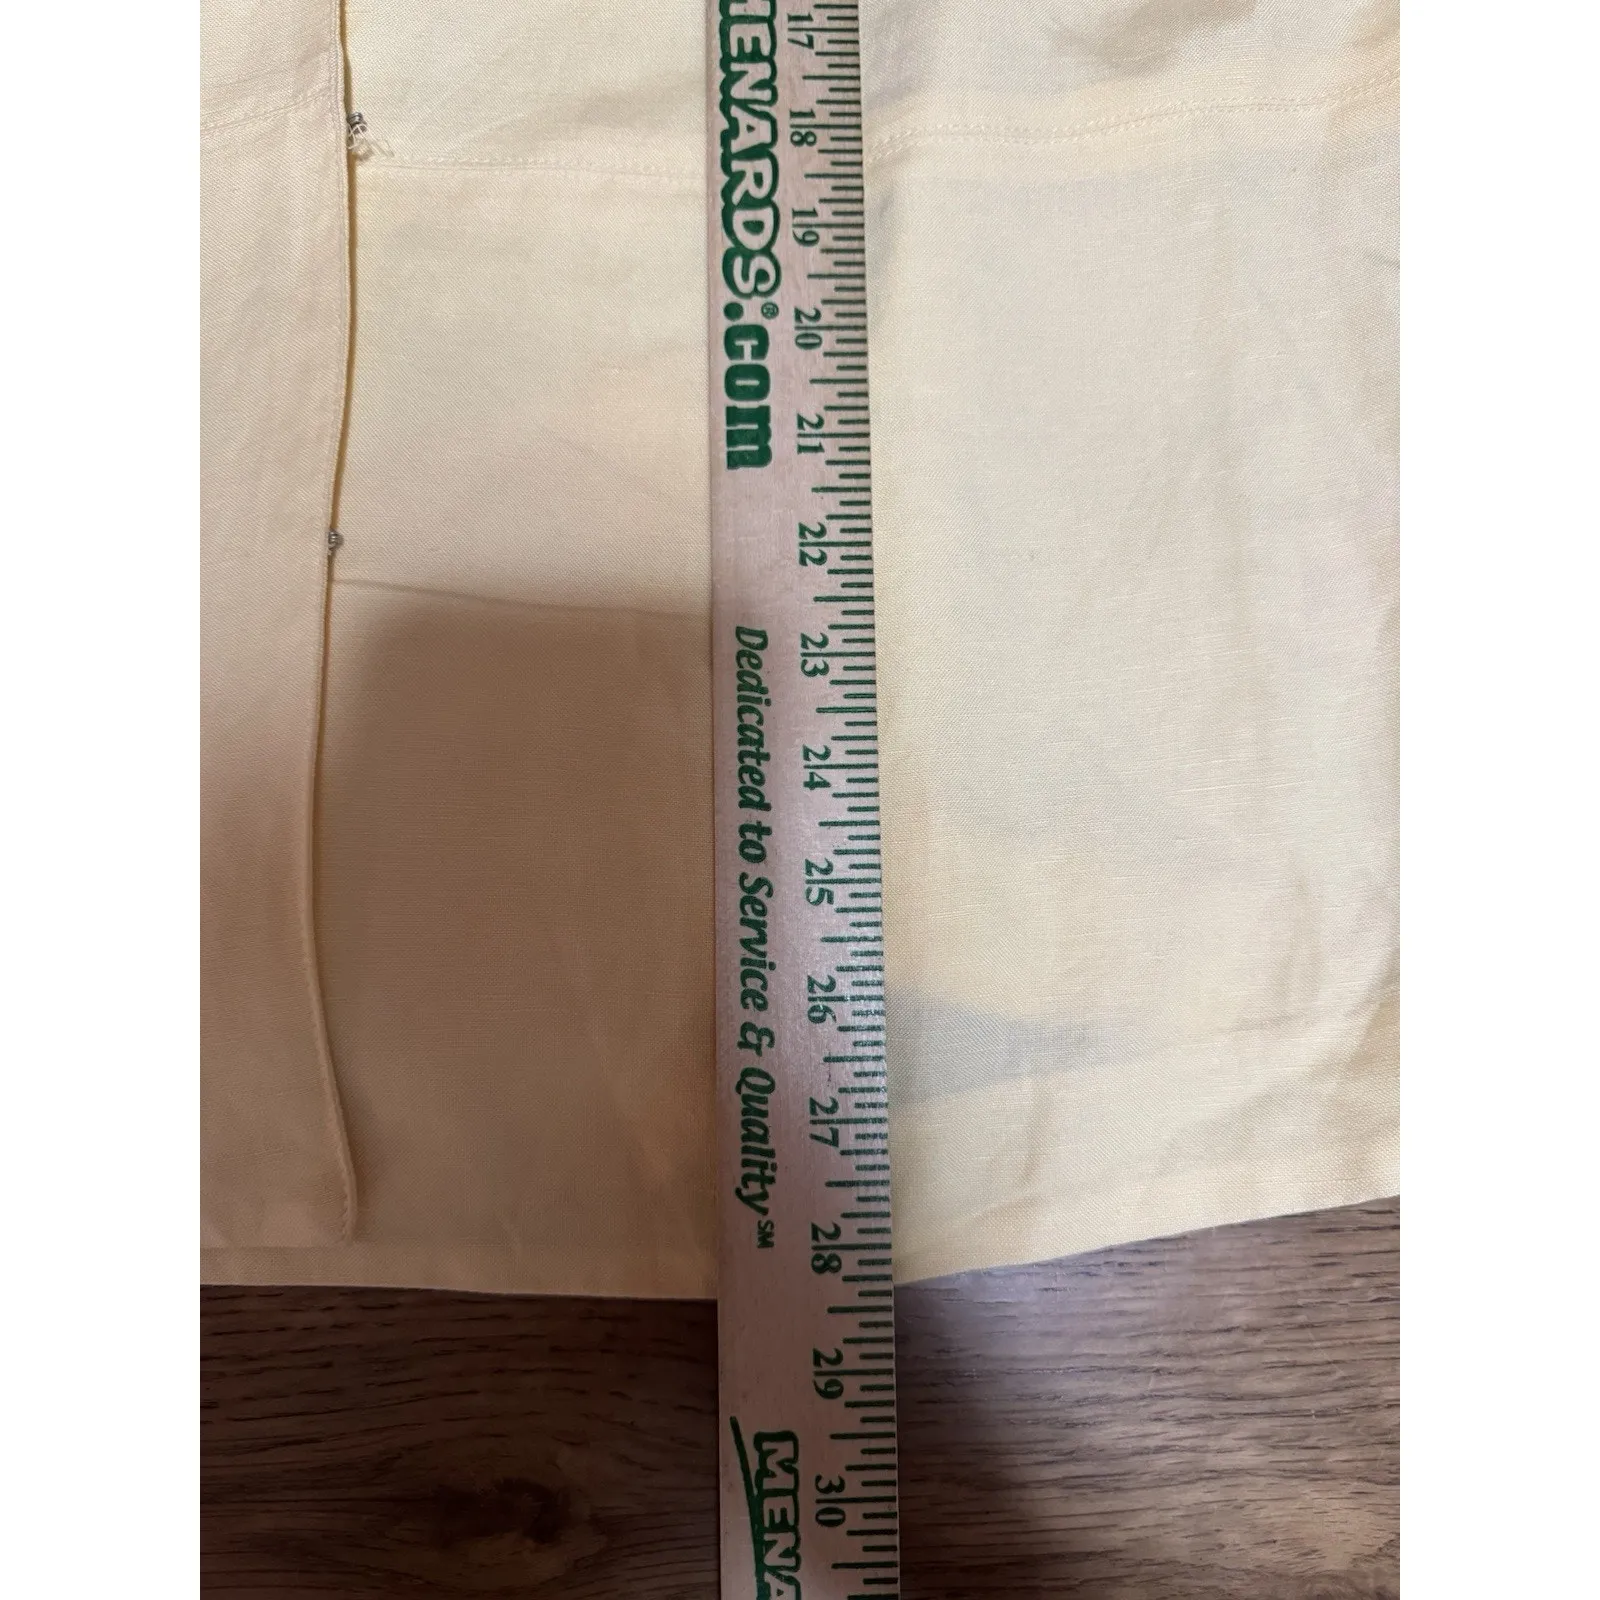 MENARDS®.com
Dedicated to Service & Quality℠
MENA
17 18 19 20 21 22 23 24 25 26 27 28 29 30